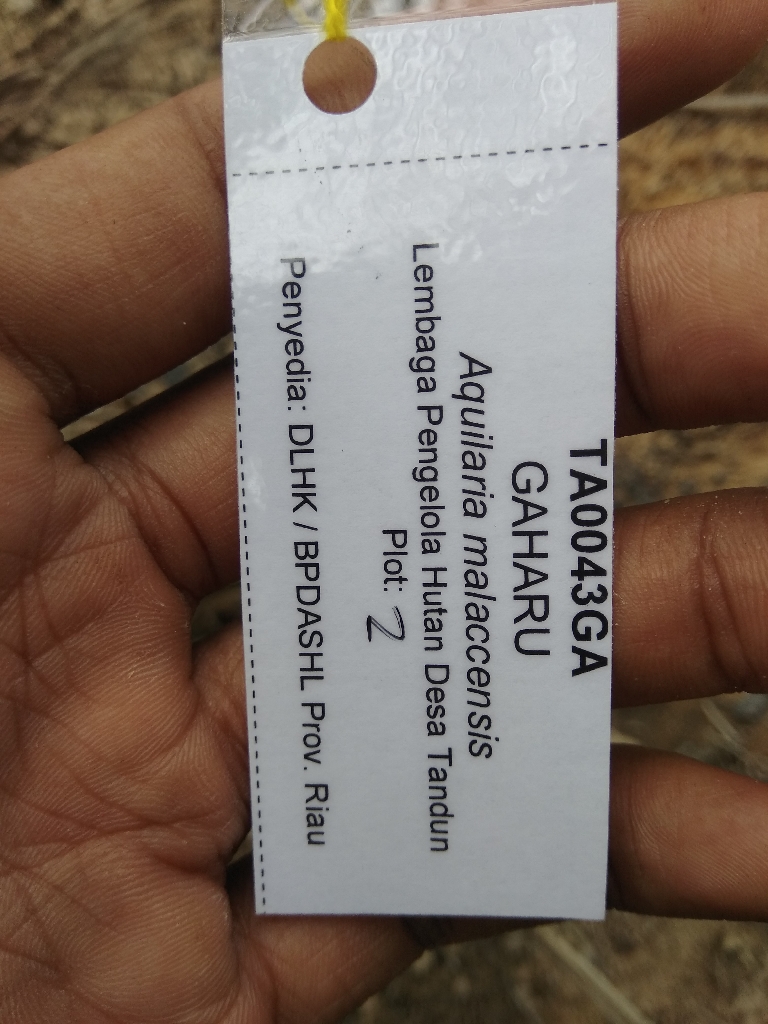 TA0043GA
GAHARU
Aquilaria malaccensis
Lembaga Pengelola Hutan Desa Tandun
Plot: 2
Penyedia: DLHK / BPDASHL Prov. Riau